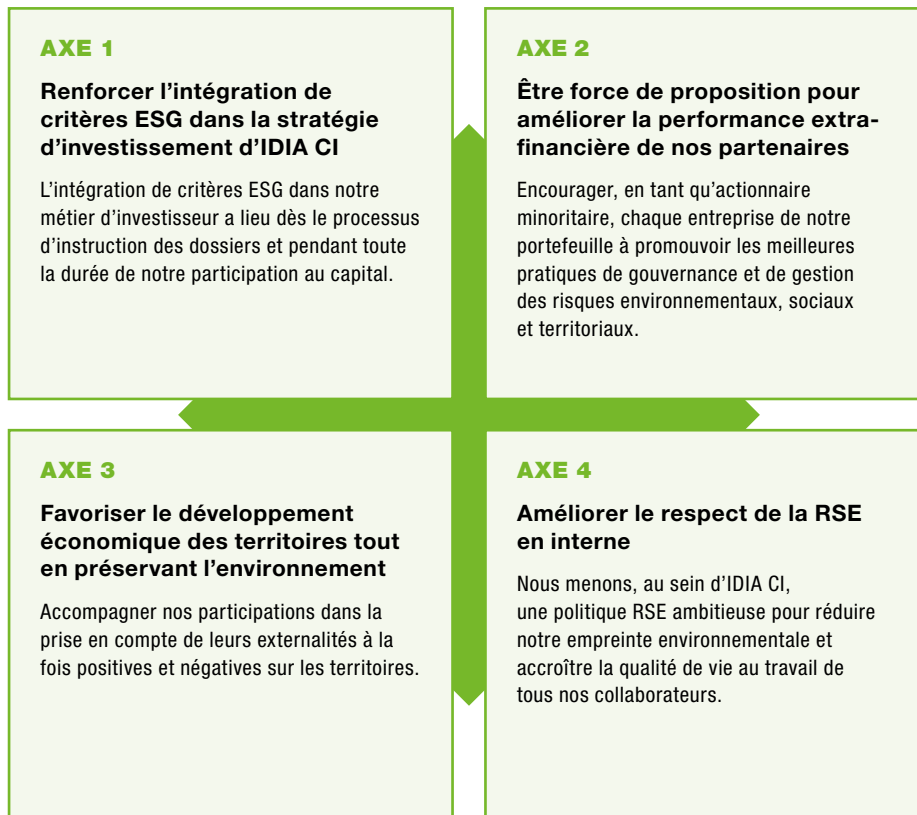 AXE 1
Renforcer l’intégration de
critères ESG dans la stratégie
d’investissement d’IDIA CI
L’intégration de critères ESG dans notre
métier d’investisseur a lieu dès le processus
d’instruction des dossiers et pendant toute
la durée de notre participation au capital.
AXE 2
Être force de proposition pour
améliorer la performance extra-
financière de nos partenaires
Encourager, en tant qu’actionnaire
minoritaire, chaque entreprise de notre
portefeuille à promouvoir les meilleures
pratiques de gouvernance et de gestion
des risques environnementaux, sociaux
et territoriaux.
AXE 3
Favoriser le développement
économique des territoires tout
en préservant l’environnement
Accompagner nos participations dans la
prise en compte de leurs externalités à la
fois positives et négatives sur les territoires.
AXE 4
Améliorer le respect de la RSE
en interne
Nous menons, au sein d’IDIA CI,
une politique RSE ambitieuse pour réduire
notre empreinte environnementale et
accroître la qualité de vie au travail de
tous nos collaborateurs.